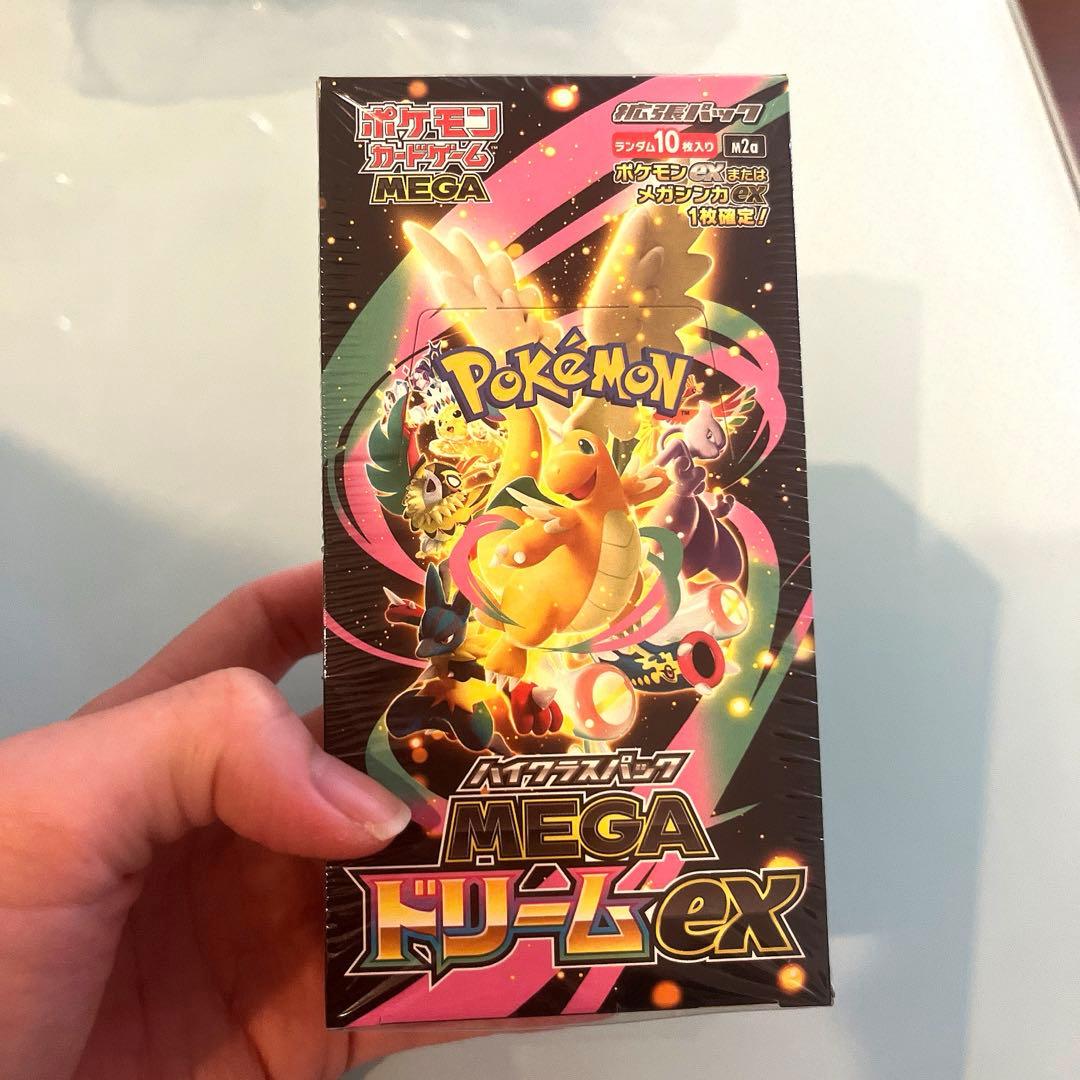 ポケモン
カードゲーム
MEGA
拡張パック
ランダム10枚入り M2a
ポケモンexまたは
メガシンカex
1枚確定!
POKéMON
TM
ハイクラスパック
MEGA
ドリームex